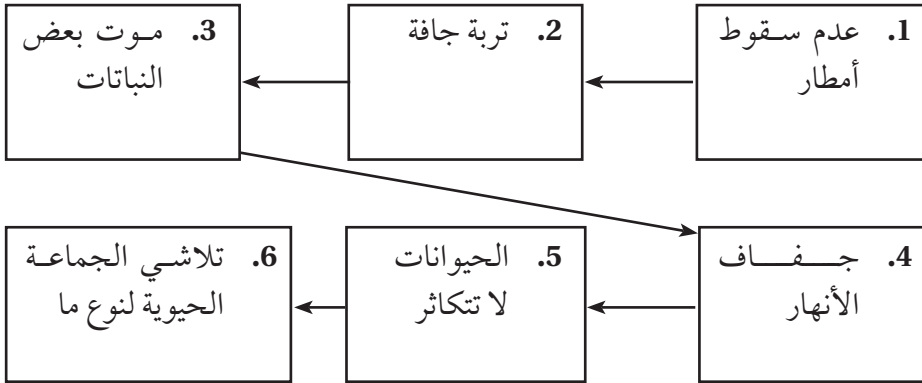 1. عدم سقوط
أمطار
2. تربة جافة
3. موت بعض
النباتات
4. جفاف
الأنهار
5. الحيوانات
لا تتكاثر
6. تلاشي الجماعة
الحيوية لنوع ما